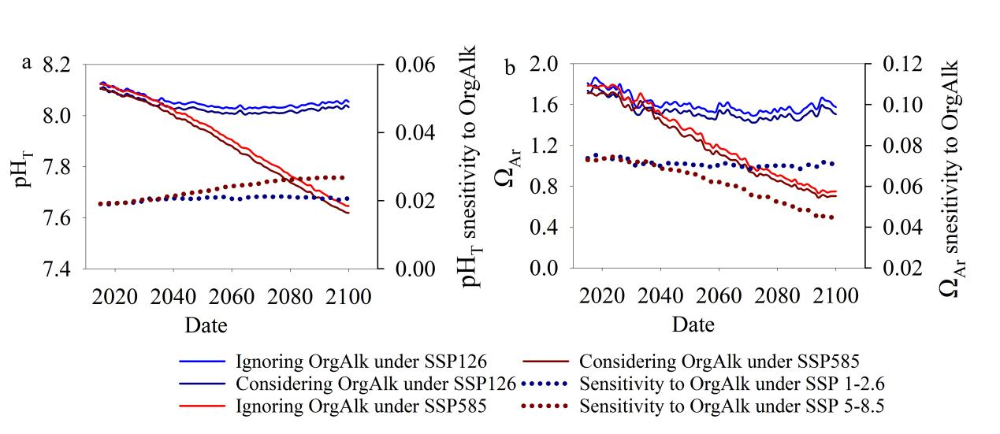 a
8.2
8.0
7.8
7.6
7.4
pH_T
0.06
0.04
0.02
0.00
pH_T snesitivity to OrgAlk
2020 2040 2060 2080 2100
Date
b
2.0
1.6
1.2
0.8
0.4
0.0
Ω_Ar
0.12
0.10
0.08
0.06
0.04
0.02
Ω_Ar snesitivity to OrgAlk
2020 2040 2060 2080 2100
Date
Ignoring OrgAlk under SSP126
Considering OrgAlk under SSP126
Ignoring OrgAlk under SSP585
Considering OrgAlk under SSP585
Sensitivity to OrgAlk under SSP 1-2.6
Sensitivity to OrgAlk under SSP 5-8.5